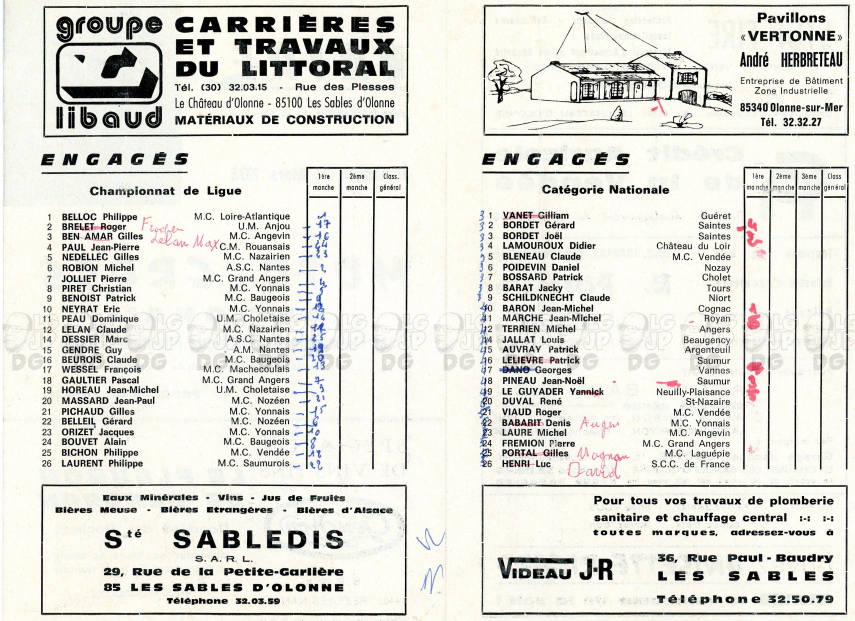 groupe
libaud
CARRIÈRES
ET TRAVAUX
DU LITTORAL
Tél. (30) 32.03.15 - Rue des Plesses
Le Château d'Olonne - 85100 Les Sables d'Olonne
MATÉRIAUX DE CONSTRUCTION
ENGAGÉS
Championnat de Ligue
1ère manche 2ème manche Class. général
1 BELLOC Philippe M.C. Loire-Atlantique
2 BRELET Roger U.M. Anjou 17
3 BEN AMAR Gilles M.C. Angevin 16
Lelan Max
4 PAUL Jean-Pierre C.M. Rouansais 24
5 NEDELLEC Gilles M.C. Nazairien 23
6 ROBION Michel A.S.C. Nantes
7 JOLLIET Pierre M.C. Grand Angers
8 PIRET Christian M.C. Yonnais
9 BENOIST Patrick M.C. Baugeois
10 NEYRAT Eric M.C. Yonnais
11 PEAU Dominique U.M. Choletaise
12 LELAN Claude M.C. Nazairien
14 DESSIER Marc A.S.C. Nantes
15 GENDRE Guy A.M. Nantes
16 BEUROIS Claude M.C. Baugeois
17 WESSEL François M.C. Machecoulais
18 GAULTIER Pascal M.C. Grand Angers
19 HOREAU Jean-Michel U.M. Choletaise
20 MASSARD Jean-Paul M.C. Nozéen 21
21 PICHAUD Gilles M.C. Yonnais 15
22 BELLEIL Gérard M.C. Nozéen
23 ORIZET Jacques M.C. Yonnais
24 BOUVET Alain M.C. Baugeois 8
25 BICHON Philippe M.C. Vendée
26 LAURENT Philippe M.C. Saumurois 22
Eaux Minérales - Vins - Jus de Fruits
Bières Meuse - Bières Etrangères - Bières d'Alsace
Sté SABLEDIS
S.A.R.L.
29, Rue de la Petite-Garlière
85 LES SABLES D'OLONNE
Téléphone 32.03.59
Pavillons
«VERTONNE»
André HERBRETEAU
Entreprise de Bâtiment
Zone Industrielle
85340 Olonne-sur-Mer
Tél. 32.32.27
ENGAGÉS
Catégorie Nationale
1ère manche 2ème manche Class. général
1 VANET Gilliam Guéret
2 BORDET Gérard Saintes
3 BORDET Joël Saintes
4 LAMOUROUX Didier Château du Loir
5 BLENEAU Claude M.C. Vendée
6 POIDEVIN Daniel Nozay
7 BOSSARD Patrick Cholet
8 BARAT Jacky Tours
9 SCHILDKNECHT Claude Niort
10 BARON Jean-Michel Cognac
11 MARCHE Jean-Michel Royan
12 TERRIEN Michel Angers
14 JALLAT Louis Beaugency
15 AUVRAY Patrick Argenteuil
16 LELIEVRE Patrick Saumur
17 DANO Georges Vannes
18 PINEAU Jean-Noël Saumur
19 LE GUYADER Yannick Neuilly-Plaisance
20 DUVAL René St-Nazaire
21 VIAUD Roger M.C. Vendée
22 BABARIT Denis M.C. Yonnais
23 LAURE Michel M.C. Angevin
24 FREMION Pierre M.C. Grand Angers
25 PORTAL Gilles Magnan M.C. Laguépie
26 HENRI Luc David S.C.C. de France
Pour tous vos travaux de plomberie
sanitaire et chauffage central :-: :-:
toutes marques, adressez-vous à
VIDEAU J-R
36, Rue Paul-Baudry
LES SABLES
Téléphone 32.50.79